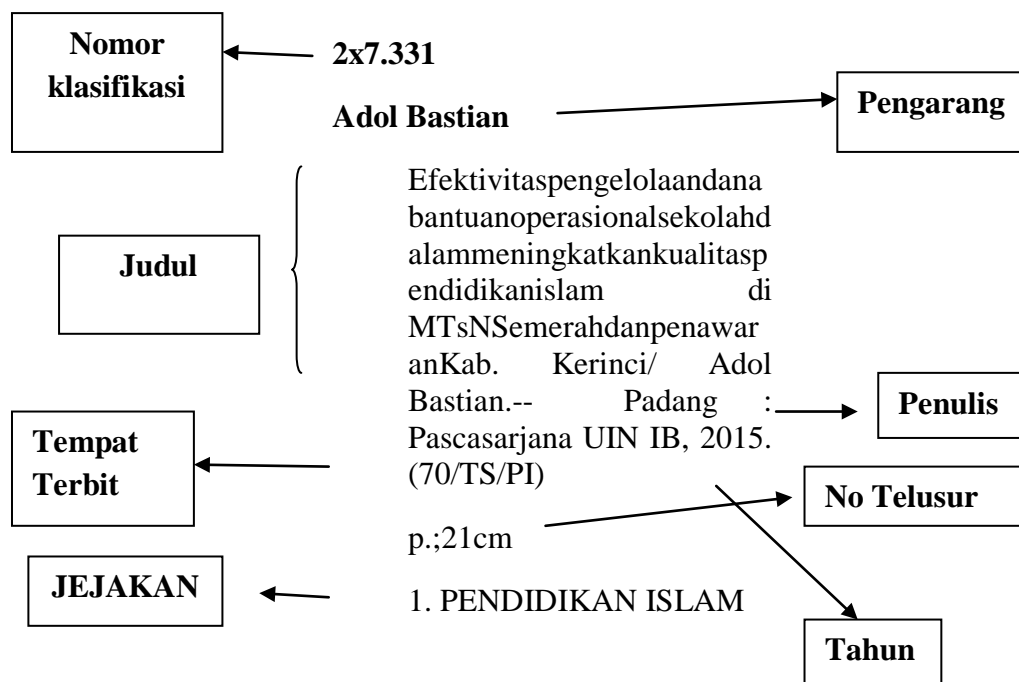 Nomor
klasifikasi
2x7.331
Adol Bastian
Pengarang
Judul
Efektivitaspengelolaandana
bantuanoperasionalsekolahd
alammeningkatkankualitasp
endidikanislam di
MTsNSemerahdanpenawar
anKab. Kerinci/ Adol
Bastian.-- Padang :
Pascasarjana UIN IB, 2015.
(70/TS/PI)
Penulis
Tempat
Terbit
No Telusur
p.;21cm
JEJAKAN
1. PENDIDIKAN ISLAM
Tahun